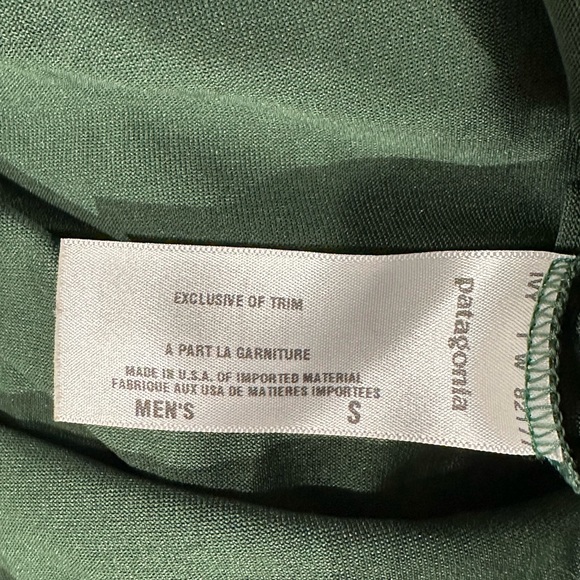 EXCLUSIVE OF TRIM
A PART LA GARNITURE
MADE IN U.S.A. OF IMPORTED MATERIAL
FABRIQUE AUX USA DE MATIERES IMPORTEES
MEN'S S
patagonia
IVY